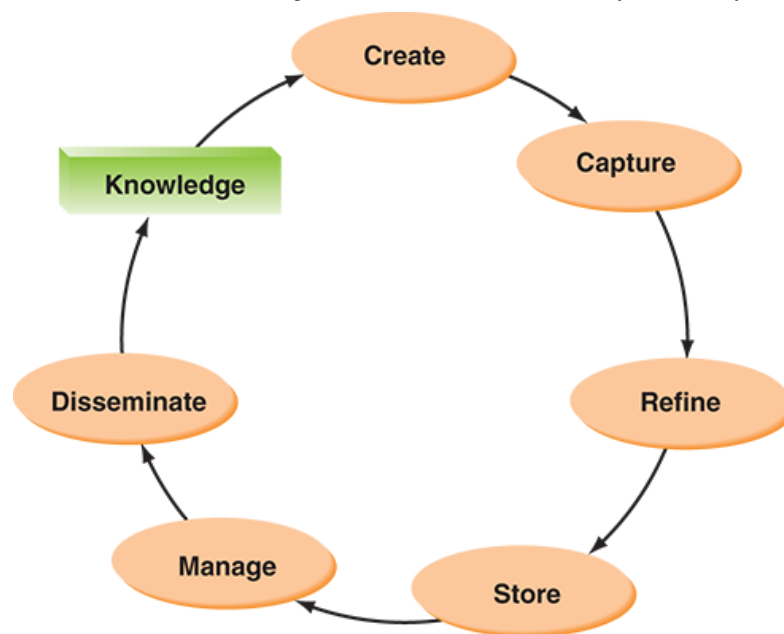 Create
Capture
Knowledge
Disseminate
Refine
Manage
Store